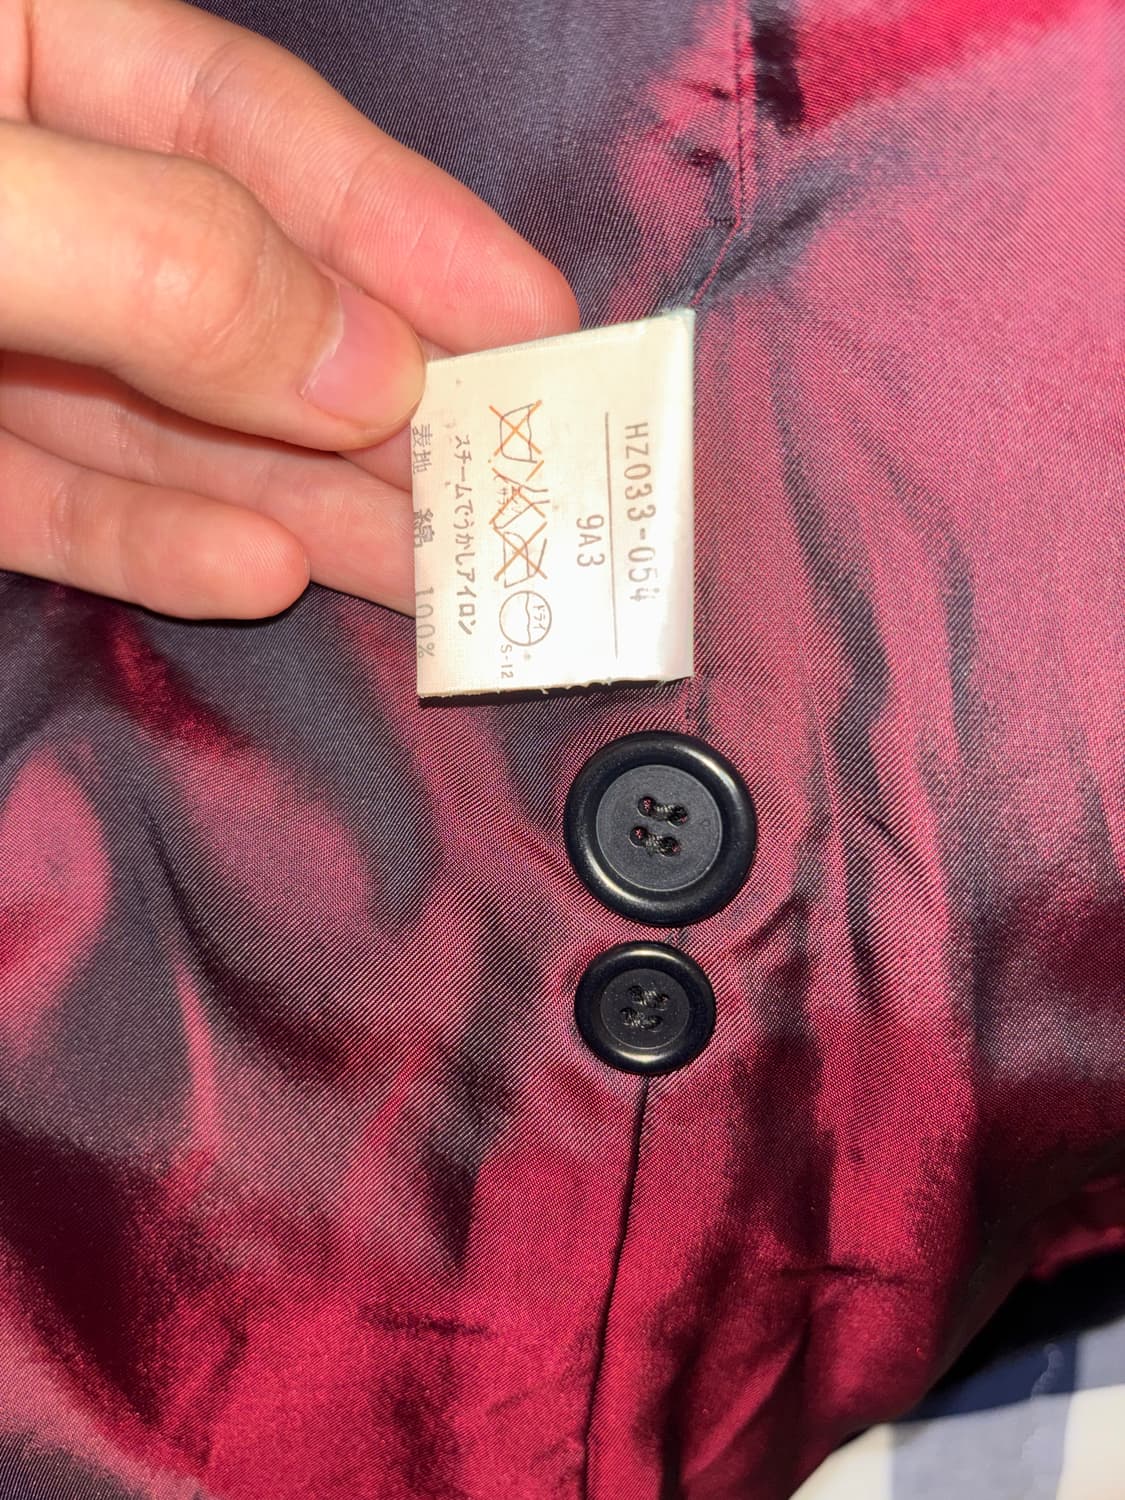 HZ033-054
9A3
ドライ
S-12
スチームでうかしアイロン
表地 綿 100%